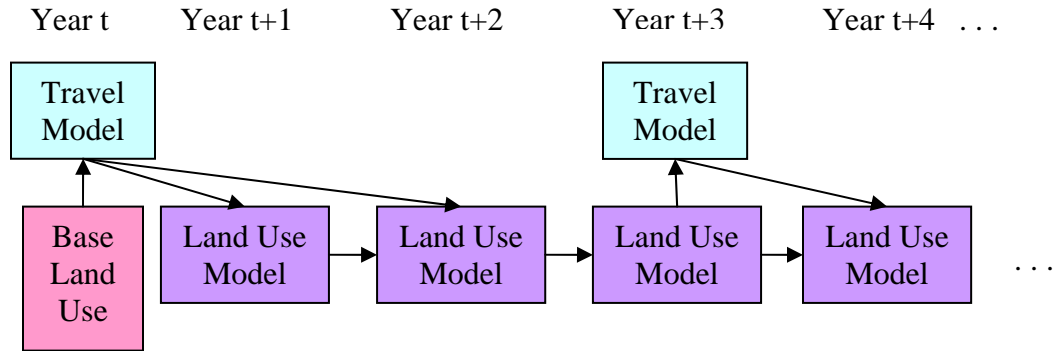 Year t Year t+1 Year t+2 Year t+3 Year t+4 . . .
Travel
Model
Travel
Model
Base
Land
Use
Land Use
Model
Land Use
Model
Land Use
Model
Land Use
Model
. . .